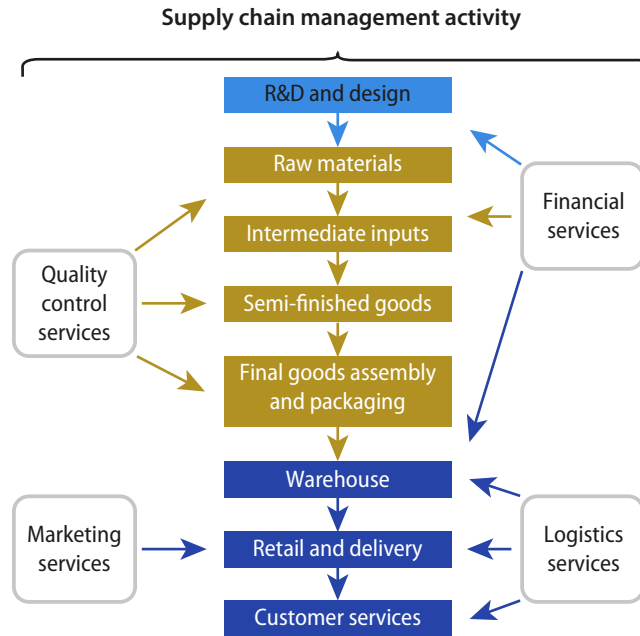 Supply chain management activity
R&D and design
Raw materials
Intermediate inputs
Semi-finished goods
Final goods assembly
and packaging
Warehouse
Retail and delivery
Customer services
Quality
control
services
Marketing
services
Financial
services
Logistics
services